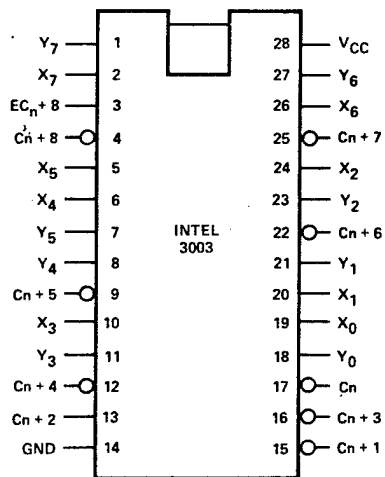 Y7 1 28 VCC
X7 2 27 Y6
ECn + 8 3 26 X6
Cn + 8 4 25 Cn + 7
X5 5 24 X2
X4 6 23 Y2
Y5 7 INTEL 3003 22 Cn + 6
Y4 8 21 Y1
Cn + 5 9 20 X1
X3 10 19 X0
Y3 11 18 Y0
Cn + 4 12 17 Cn
Cn + 2 13 16 Cn + 3
GND 14 15 Cn + 1